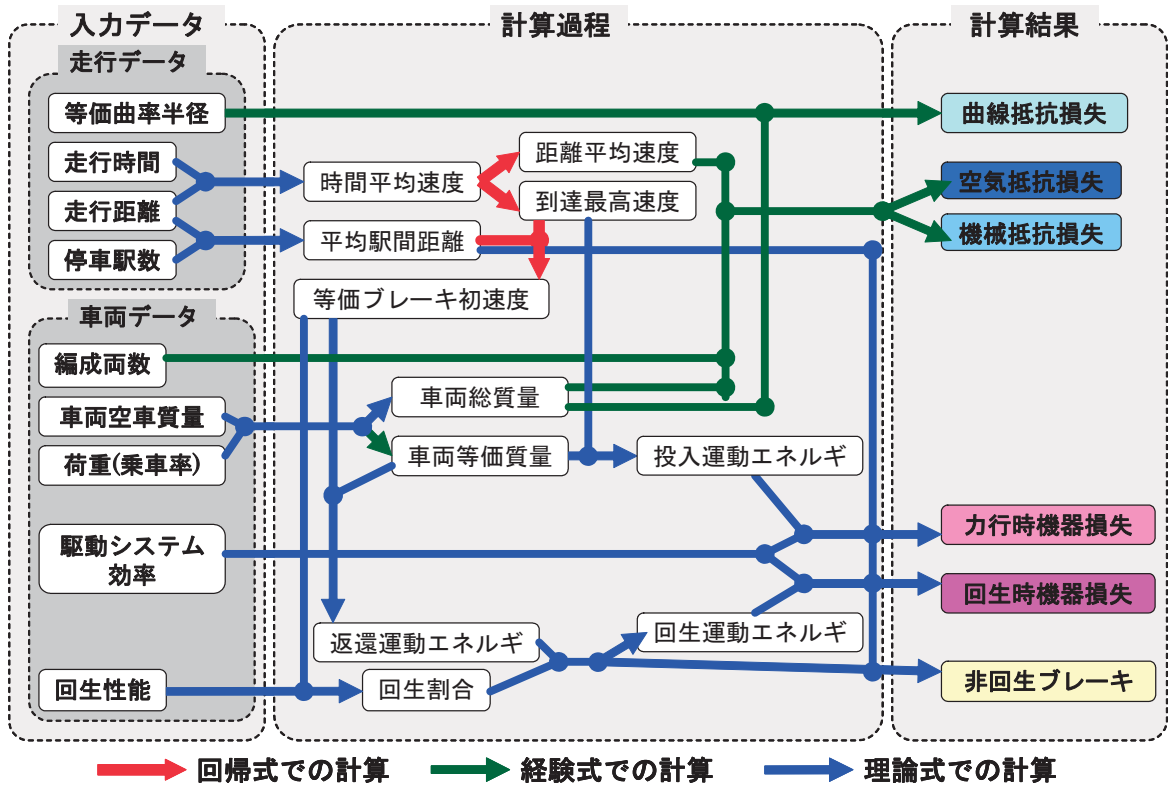 入力データ
走行データ
等価曲率半径
走行時間
走行距離
停車駅数
車両データ
編成両数
車両空車質量
荷重(乗車率)
駆動システム
効率
回生性能
計算過程
距離平均速度
時間平均速度
到達最高速度
平均駅間距離
等価ブレーキ初速度
車両総質量
車両等価質量
投入運動エネルギ
返還運動エネルギ
回生運動エネルギ
回生割合
計算結果
曲線抵抗損失
空気抵抗損失
機械抵抗損失
力行時機器損失
回生時機器損失
非回生ブレーキ
回帰式での計算
経験式での計算
理論式での計算